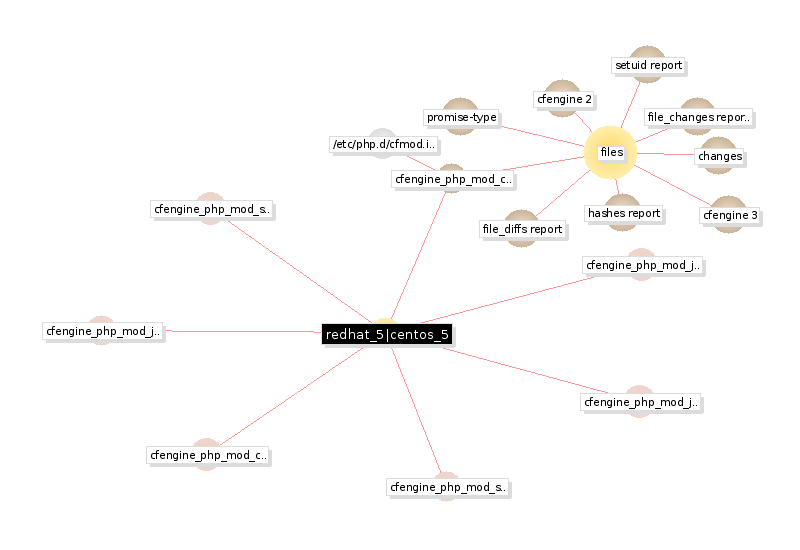 setuid report
cfengine 2
promise-type
file_changes repor..
/etc/php.d/cfmod.i..
files
changes
cfengine_php_mod_c..
cfengine_php_mod_s..
hashes report
cfengine 3
file_diffs report
cfengine_php_mod_j..
cfengine_php_mod_j..
redhat_5|centos_5
cfengine_php_mod_j..
cfengine_php_mod_c..
cfengine_php_mod_s..